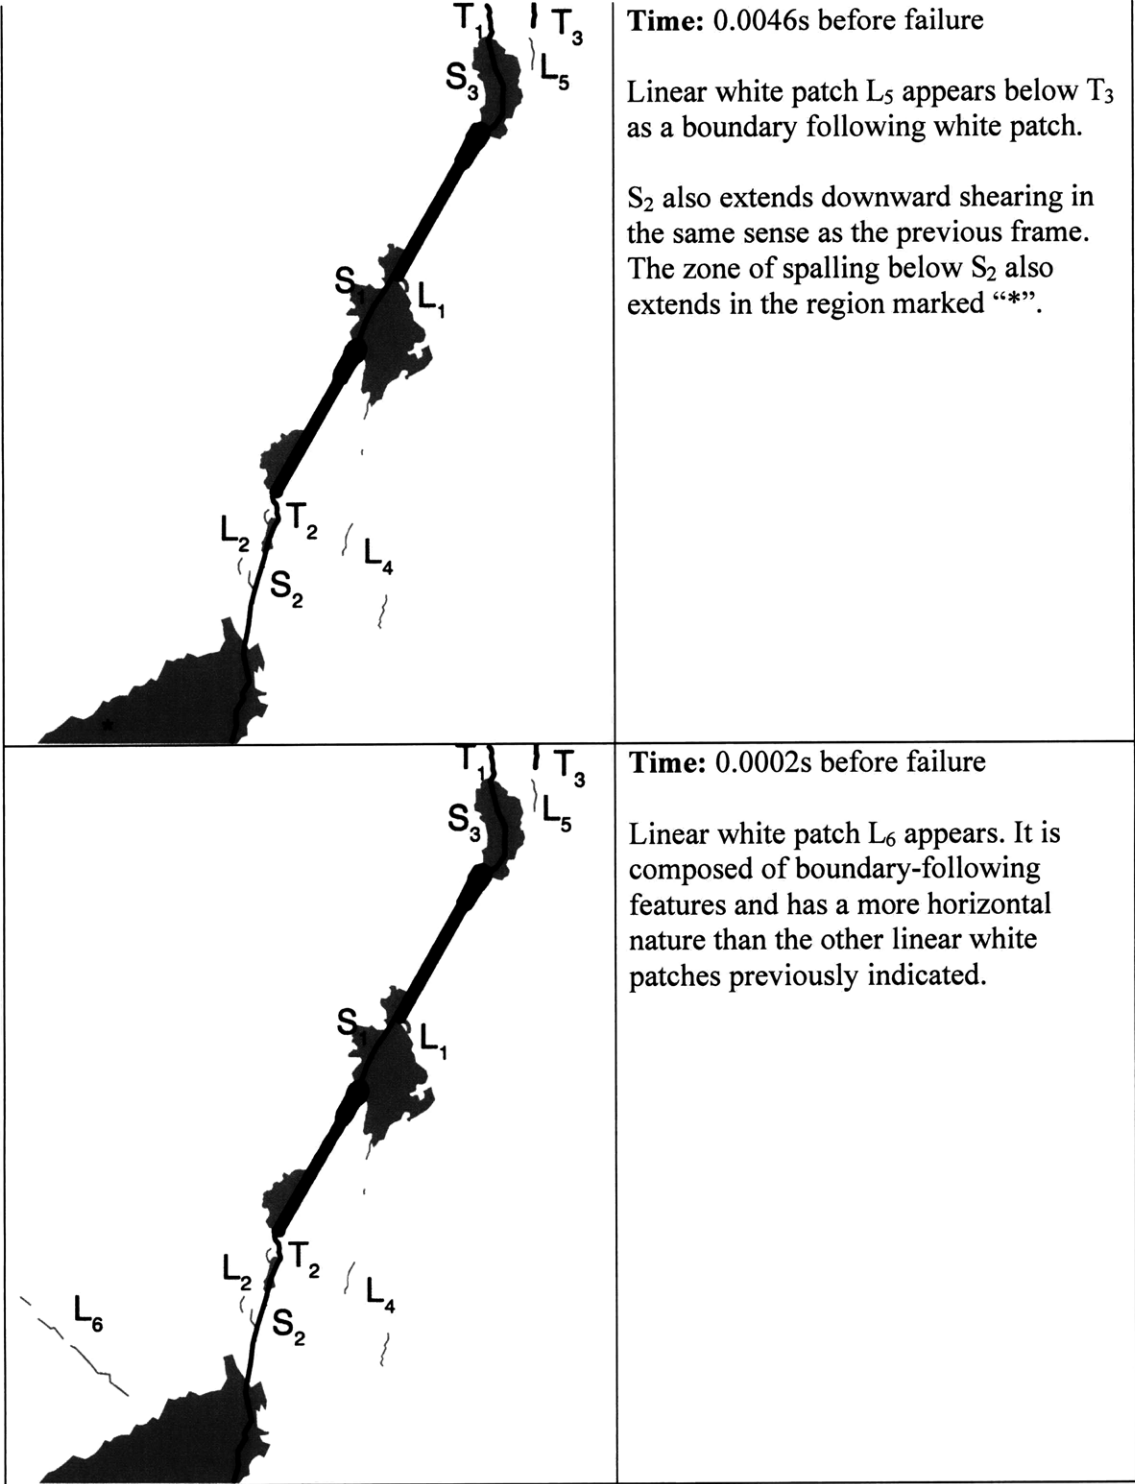 T₁
T₃
S₃
L₅
S₁
L₁
T₂
L₂
L₄
S₂
*
Time: 0.0046s before failure
Linear white patch L₅ appears below T₃
as a boundary following white patch.
S₂ also extends downward shearing in
the same sense as the previous frame.
The zone of spalling below S₂ also
extends in the region marked “*”.
T₁
T₃
S₃
L₅
S₁
L₁
T₂
L₂
L₄
L₆
S₂
Time: 0.0002s before failure
Linear white patch L₆ appears. It is
composed of boundary-following
features and has a more horizontal
nature than the other linear white
patches previously indicated.